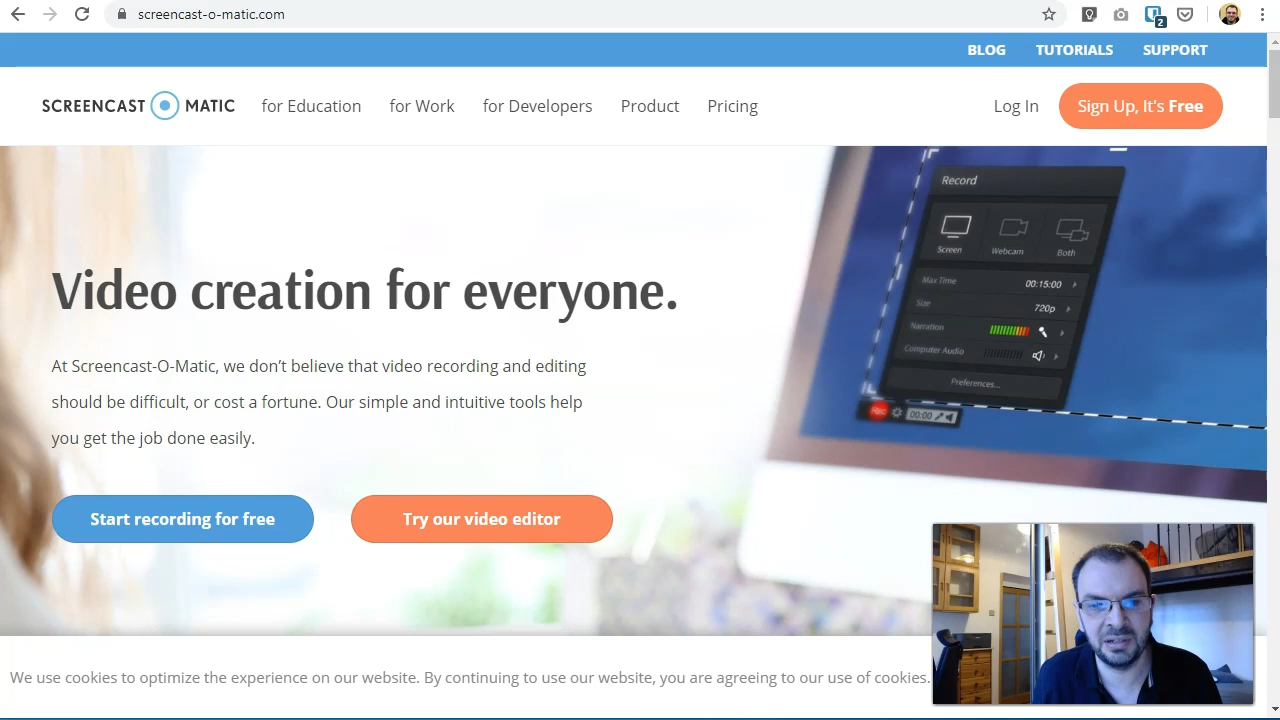 screencast-o-matic.com
2
BLOG TUTORIALS SUPPORT
SCREENCAST O MATIC for Education for Work for Developers Product Pricing Log In Sign Up, It's Free
Record
Screen Webcam Both
Max Time 00:15:00
Size 720p
Narration
Computer Audio
Preferences...
Rec 00:00
Video creation for everyone.
At Screencast-O-Matic, we don’t believe that video recording and editing
should be difficult, or cost a fortune. Our simple and intuitive tools help
you get the job done easily.
Start recording for free Try our video editor
We use cookies to optimize the experience on our website. By continuing to use our website, you are agreeing to our use of cookies.